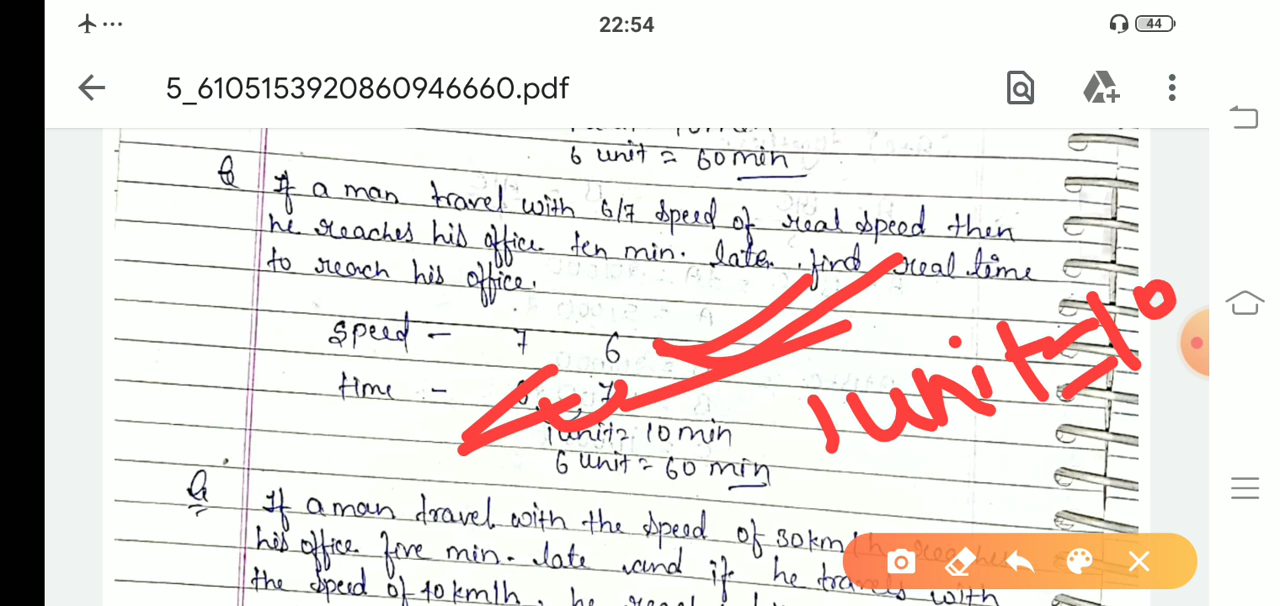 22:54
44
5_6105153920860946660.pdf
6 unit = 60 min
Q If a man travel with 6/7 speed of real speed then
he reaches his office ten min. late. find real time
to reach his office.
speed - 7 6
time - 7
1 unit = 10 min
6 unit = 60 min
1 unit = 10
Q. If a man travel with the speed of 30 km/h
his office five min. late and if he travels with
the speed of 40 km/h, he